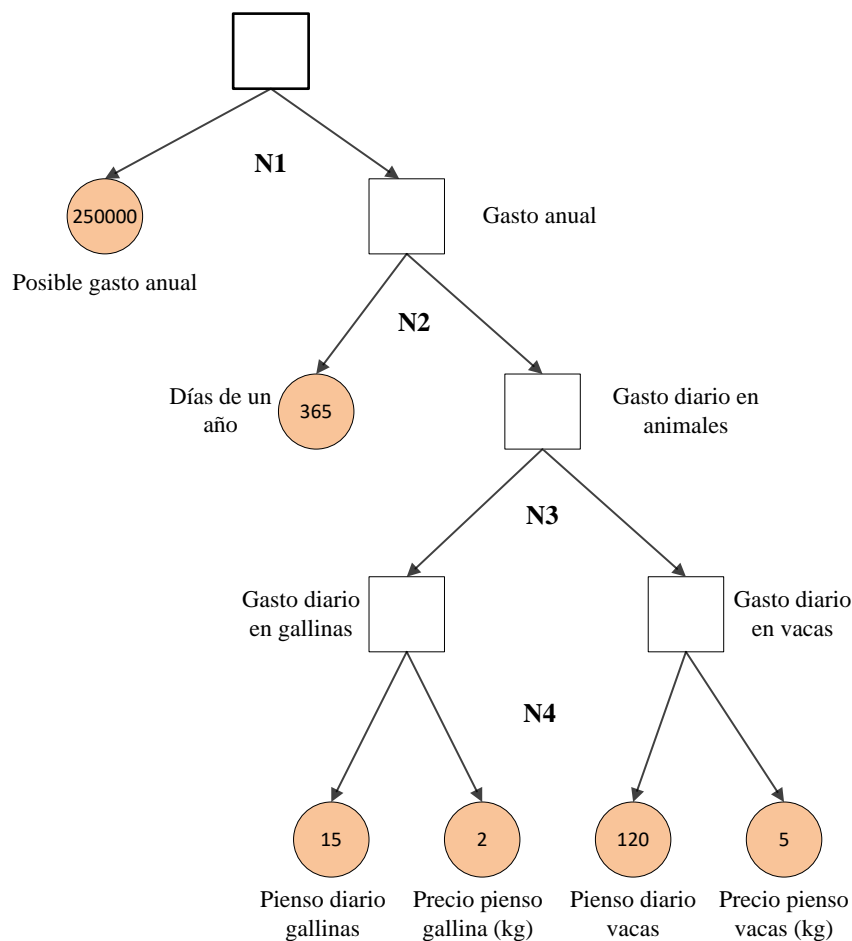 N1
250000
Gasto anual
Posible gasto anual
N2
Días de un
año
365
Gasto diario en
animales
N3
Gasto diario
en gallinas
Gasto diario
en vacas
N4
15
2
120
5
Pienso diario
gallinas
Precio pienso
gallina (kg)
Pienso diario
vacas
Precio pienso
vacas (kg)